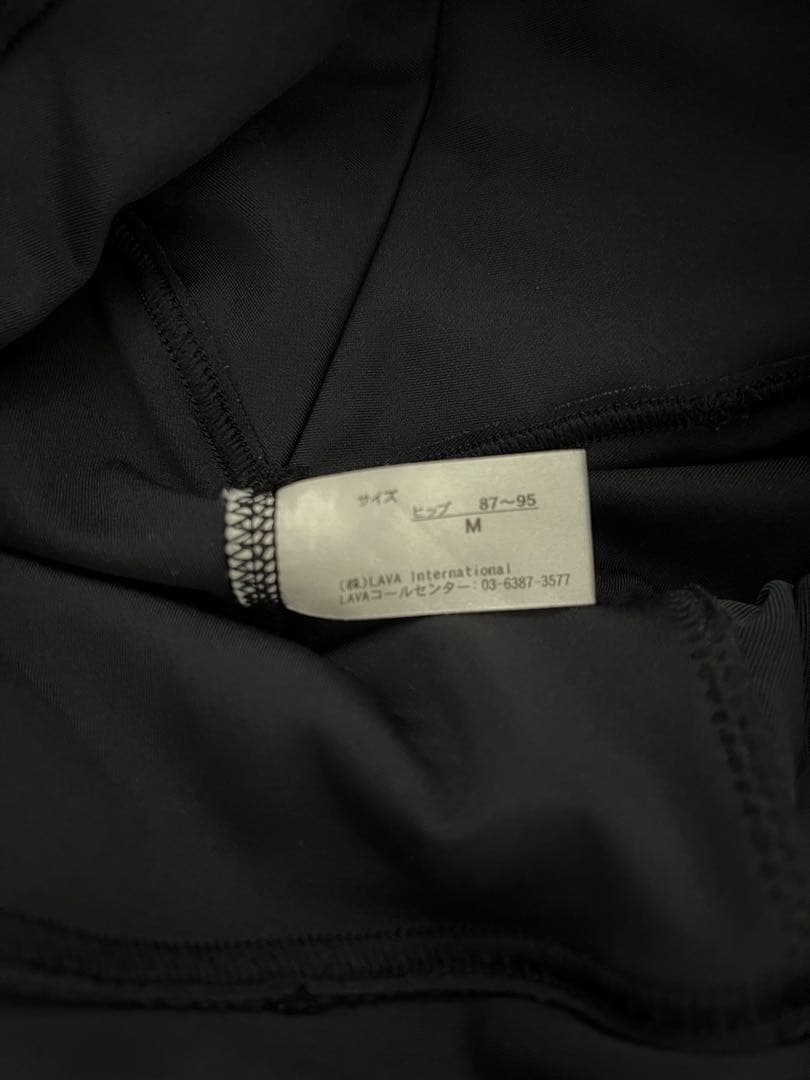 サイズ
ヒップ 87〜95
M
(株)LAVA International
LAVAコールセンター:03-6387-3577